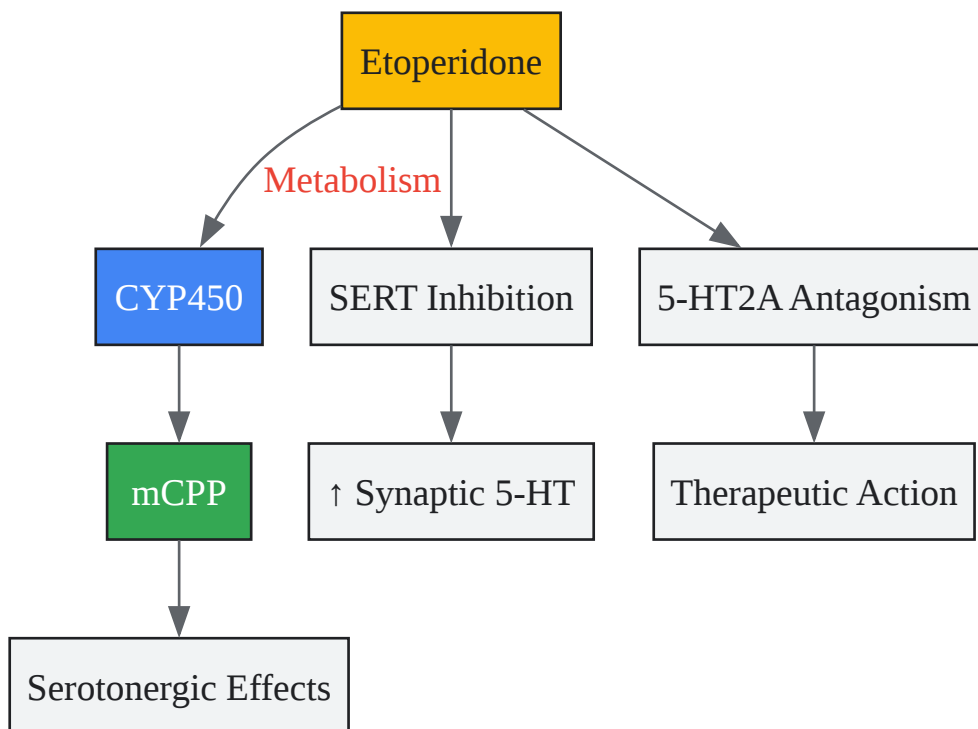 Etoperidone
Metabolism
CYP450
SERT Inhibition
5-HT2A Antagonism
mCPP
↑ Synaptic 5-HT
Therapeutic Action
Serotonergic Effects